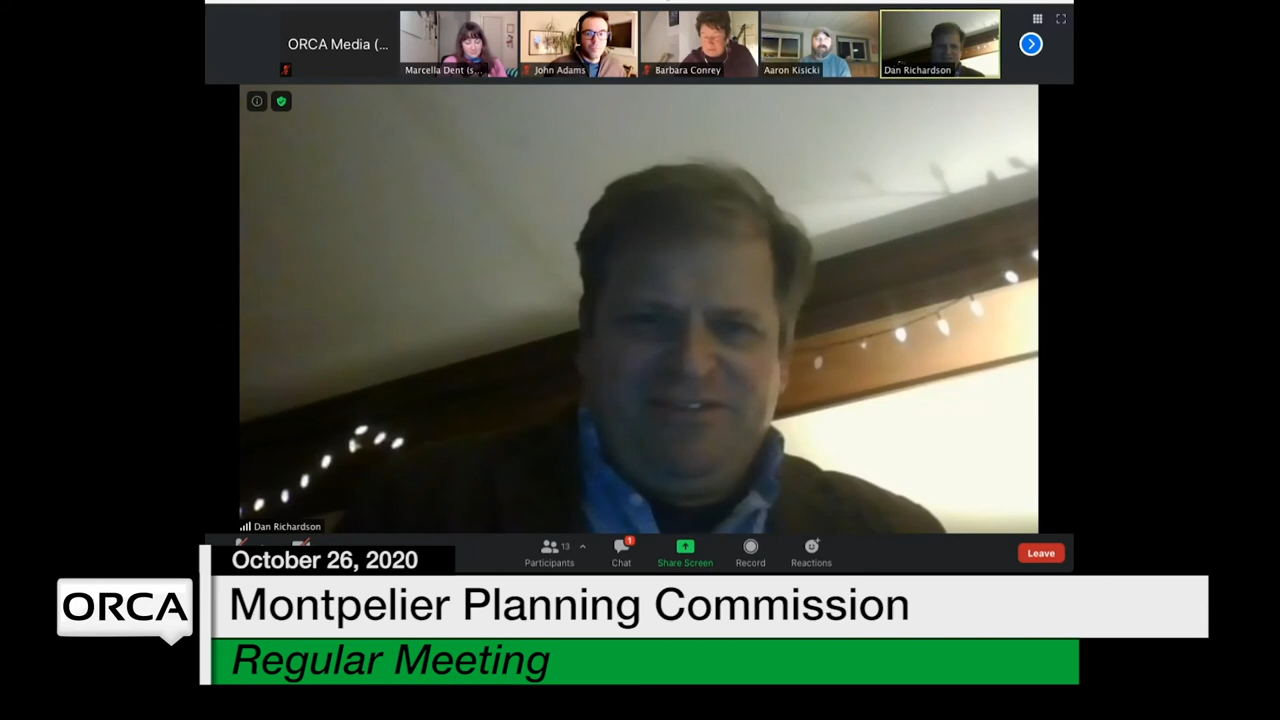 ORCA Media (...
Marcella Dent (s...
John Adams
Barbara Conrey
Aaron Kisicki
Dan Richardson
Dan Richardson
13
1
Participants
Chat
Share Screen
Record
Reactions
Leave
October 26, 2020
ORCA
Montpelier Planning Commission
Regular Meeting